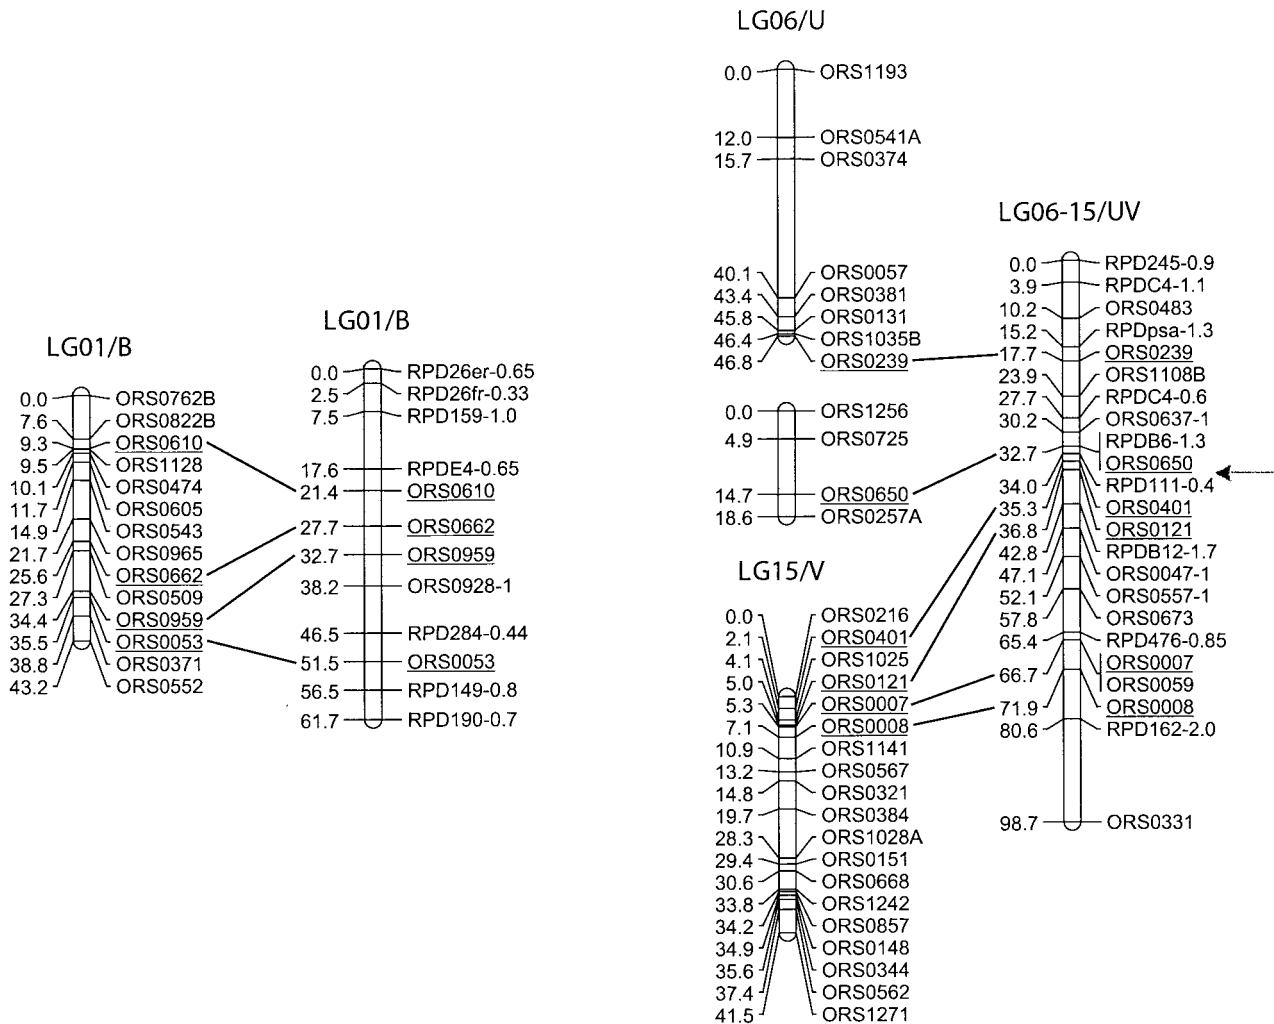 LG01/B
0.0 ORS0762B
7.6 ORS0822B
9.3 ORS0610
9.5 ORS1128
10.1 ORS0474
11.7 ORS0605
14.9 ORS0543
21.7 ORS0965
25.6 ORS0662
27.3 ORS0509
34.4 ORS0959
35.5 ORS0053
38.8 ORS0371
43.2 ORS0552
LG01/B
0.0 RPD26er-0.65
2.5 RPD26fr-0.33
7.5 RPD159-1.0
17.6 RPDE4-0.65
21.4 ORS0610
27.7 ORS0662
32.7 ORS0959
38.2 ORS0928-1
46.5 RPD284-0.44
51.5 ORS0053
56.5 RPD149-0.8
61.7 RPD190-0.7
LG06/U
0.0 ORS1193
12.0 ORS0541A
15.7 ORS0374
40.1 ORS0057
43.4 ORS0381
45.8 ORS0131
46.4 ORS1035B
46.8 ORS0239
0.0 ORS1256
4.9 ORS0725
14.7 ORS0650
18.6 ORS0257A
LG15/V
0.0 ORS0216
2.1 ORS0401
4.1 ORS1025
5.0 ORS0121
5.3 ORS0007
7.1 ORS0008
10.9 ORS1141
13.2 ORS0567
14.8 ORS0321
19.7 ORS0384
28.3 ORS1028A
29.4 ORS0151
30.6 ORS0668
33.8 ORS1242
34.2 ORS0857
34.9 ORS0148
35.6 ORS0344
37.4 ORS0562
41.5 ORS1271
LG06-15/UV
0.0 RPD245-0.9
3.9 RPDC4-1.1
10.2 ORS0483
15.2 RPDpsa-1.3
17.7 ORS0239
23.9 ORS1108B
27.7 RPDC4-0.6
30.2 ORS0637-1
RPDB6-1.3
32.7 ORS0650
34.0 RPD111-0.4
35.3 ORS0401
36.8 ORS0121
42.8 RPDB12-1.7
47.1 ORS0047-1
52.1 ORS0557-1
57.8 ORS0673
65.4 RPD476-0.85
66.7 ORS0007
ORS0059
71.9 ORS0008
80.6 RPD162-2.0
98.7 ORS0331